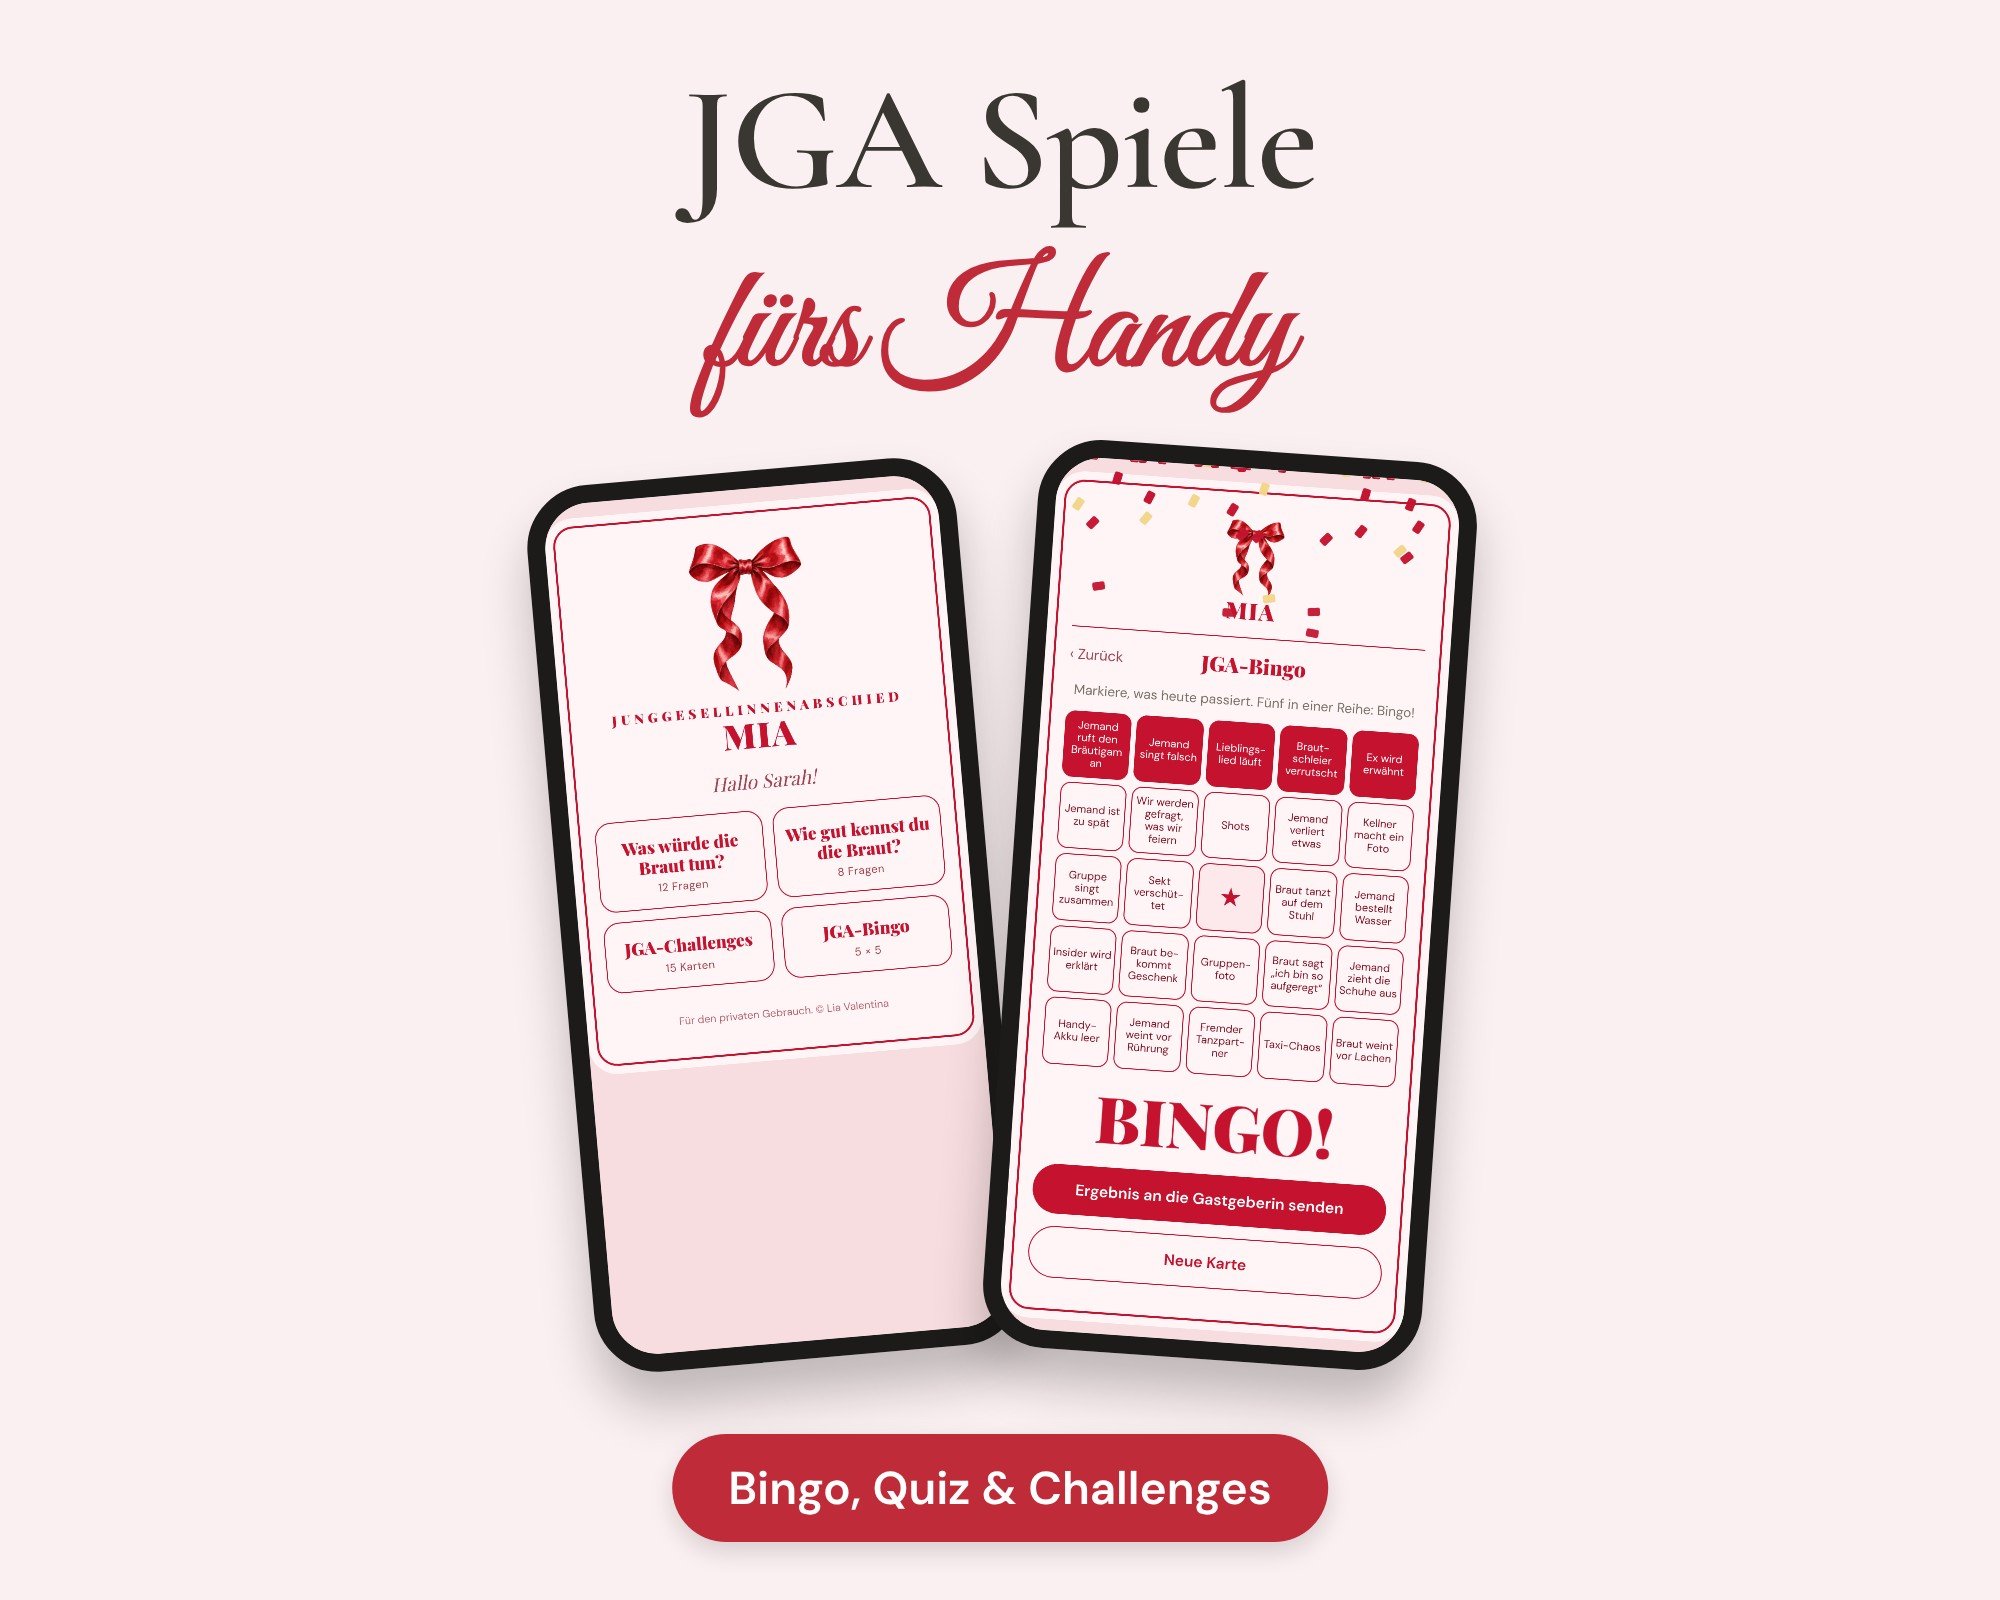 JGA Spiele
fürs Handy
JUNGGESELLINNENABSCHIED
MIA
Hallo Sarah!
Was würde die
Braut tun?
12 Fragen
Wie gut kennst du
die Braut?
8 Fragen
JGA-Challenges
15 Karten
JGA-Bingo
5 × 5
Für den privaten Gebrauch. © Lia Valentina
MIA
‹ Zurück
JGA-Bingo
Markiere, was heute passiert. Fünf in einer Reihe: Bingo!
Jemand
ruft den
Bräutigam
an
Jemand
singt falsch
Lieblings-
lied läuft
Braut-
schleier
verrutscht
Ex wird
erwähnt
Jemand ist
zu spät
Wir werden
gefragt,
was wir
feiern
Shots
Jemand
verliert
etwas
Kellner
macht ein
Foto
Gruppe
singt
zusammen
Sekt
verschüt-
tet
★
Braut tanzt
auf dem
Stuhl
Jemand
bestellt
Wasser
Insider wird
erklärt
Braut be-
kommt
Geschenk
Gruppen-
foto
Braut sagt
„ich bin so
aufgeregt“
Jemand
zieht die
Schuhe aus
Handy-
Akku leer
Jemand
weint vor
Rührung
Fremder
Tanzpart-
ner
Taxi-Chaos
Braut weint
vor Lachen
BINGO!
Ergebnis an die Gastgeberin senden
Neue Karte
Bingo, Quiz & Challenges